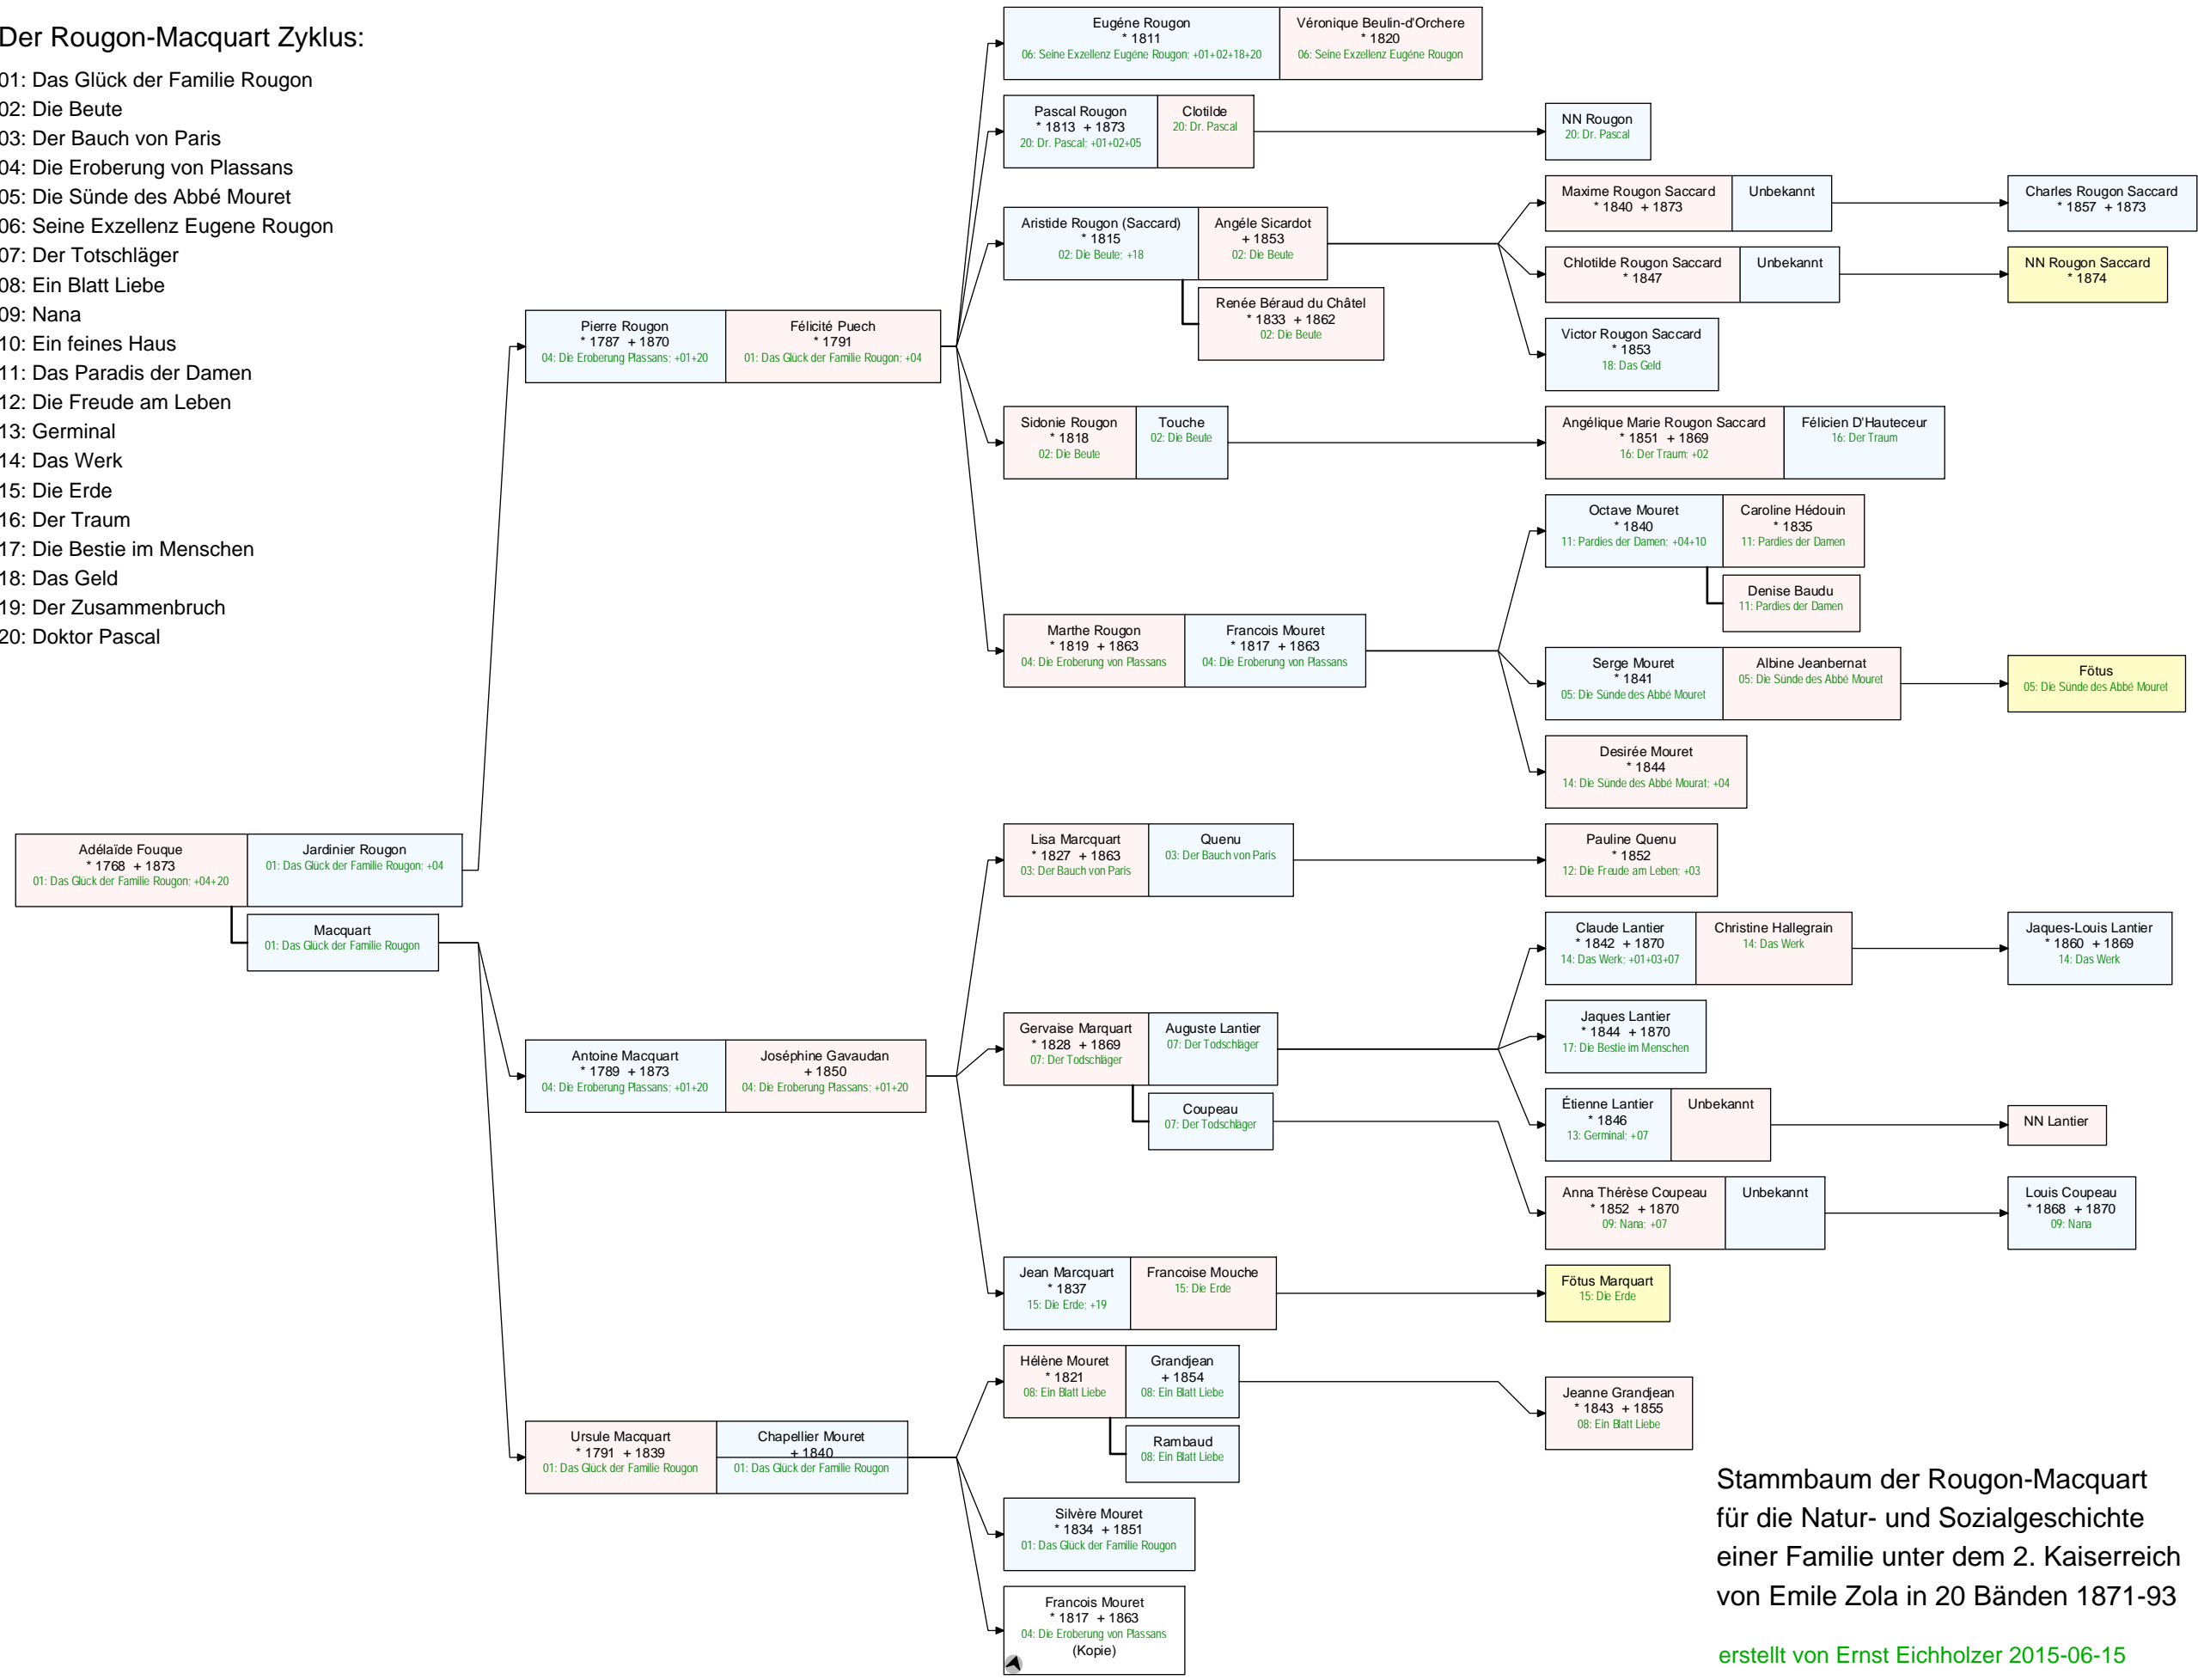 Der Rougon-Macquart Zyklus:
01: Das Glück der Familie Rougon
02: Die Beute
03: Der Bauch von Paris
04: Die Eroberung von Plassans
05: Die Sünde des Abbé Mouret
06: Seine Exzellenz Eugene Rougon
07: Der Totschläger
08: Ein Blatt Liebe
09: Nana
10: Ein feines Haus
11: Das Paradis der Damen
12: Die Freude am Leben
13: Germinal
14: Das Werk
15: Die Erde
16: Der Traum
17: Die Bestie im Menschen
18: Das Geld
19: Der Zusammenbruch
20: Doktor Pascal
Adélaïde Fouque
* 1768 + 1873
01: Das Glück der Familie Rougon; +04+20
Jardinier Rougon
01: Das Glück der Familie Rougon; +04
Macquart
01: Das Glück der Familie Rougon
Pierre Rougon
* 1787 + 1870
04: Die Eroberung Plassans; +01+20
Félicité Puech
* 1791
01: Das Glück der Familie Rougon; +04
Antoine Macquart
* 1789 + 1873
04: Die Eroberung Plassans; +01+20
Joséphine Gavaudan
+ 1850
04: Die Eroberung Plassans; +01+20
Ursule Macquart
* 1791 + 1839
01: Das Glück der Familie Rougon
Chapellier Mouret
+ 1840
01: Das Glück der Familie Rougon
Eugéne Rougon
* 1811
06: Seine Exzellenz Eugéne Rougon; +01+02+18+20
Véronique Beulin-d'Orchere
* 1820
06: Seine Exzellenz Eugéne Rougon
Pascal Rougon
* 1813 + 1873
20: Dr. Pascal; +01+02+05
Clotilde
20: Dr. Pascal
Aristide Rougon (Saccard)
* 1815
02: Die Beute; +18
Angéle Sicardot
+ 1853
02: Die Beute
Renée Béraud du Châtel
* 1833 + 1862
02: Die Beute
Sidonie Rougon
* 1818
02: Die Beute
Touche
02: Die Beute
Marthe Rougon
* 1819 + 1863
04: Die Eroberung von Plassans
Francois Mouret
* 1817 + 1863
04: Die Eroberung von Plassans
Lisa Marcquart
* 1827 + 1863
03: Der Bauch von Paris
Quenu
03: Der Bauch von Paris
Gervaise Marquart
* 1828 + 1869
07: Der Todschläger
Auguste Lantier
07: Der Todschläger
Coupeau
07: Der Todschläger
Jean Marcquart
* 1837
15: Die Erde; +19
Francoise Mouche
15: Die Erde
Hélène Mouret
* 1821
08: Ein Blatt Liebe
Grandjean
+ 1854
08: Ein Blatt Liebe
Rambaud
08: Ein Blatt Liebe
Silvère Mouret
* 1834 + 1851
01: Das Glück der Familie Rougon
Francois Mouret
* 1817 + 1863
04: Die Eroberung von Plassans
(Kopie)
NN Rougon
20: Dr. Pascal
Maxime Rougon Saccard
* 1840 + 1873
Unbekannt
Chlotilde Rougon Saccard
* 1847
Unbekannt
Victor Rougon Saccard
* 1853
18: Das Geld
Angélique Marie Rougon Saccard
* 1851 + 1869
16: Der Traum; +02
Félicien D'Hauteceur
16: Der Traum
Octave Mouret
* 1840
11: Pardies der Damen; +04+10
Caroline Hédouin
* 1835
11: Pardies der Damen
Denise Baudu
11: Pardies der Damen
Serge Mouret
* 1841
05: Die Sünde des Abbé Mouret
Albine Jeanbernat
05: Die Sünde des Abbé Mouret
Desirée Mouret
* 1844
14: Die Sünde des Abbé Mourat; +04
Pauline Quenu
* 1852
12: Die Freude am Leben; +03
Claude Lantier
* 1842 + 1870
14: Das Werk; +01+03+07
Christine Hallegrain
14: Das Werk
Jaques Lantier
* 1844 + 1870
17: Die Bestie im Menschen
Étienne Lantier
* 1846
13: Germinal; +07
Unbekannt
Anna Thérèse Coupeau
* 1852 + 1870
09: Nana; +07
Unbekannt
Fötus Marquart
15: Die Erde
Jeanne Grandjean
* 1843 + 1855
08: Ein Blatt Liebe
Charles Rougon Saccard
* 1857 + 1873
NN Rougon Saccard
* 1874
Fötus
05: Die Sünde des Abbé Mouret
Jaques-Louis Lantier
* 1860 + 1869
14: Das Werk
NN Lantier
Louis Coupeau
* 1868 + 1870
09: Nana
Stammbaum der Rougon-Macquart
für die Natur- und Sozialgeschichte
einer Familie unter dem 2. Kaiserreich
von Emile Zola in 20 Bänden 1871-93
erstellt von Ernst Eichholzer 2015-06-15